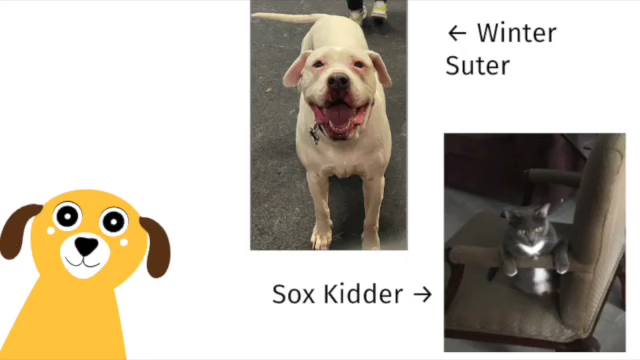 ← Winter
Suter
Sox Kidder →